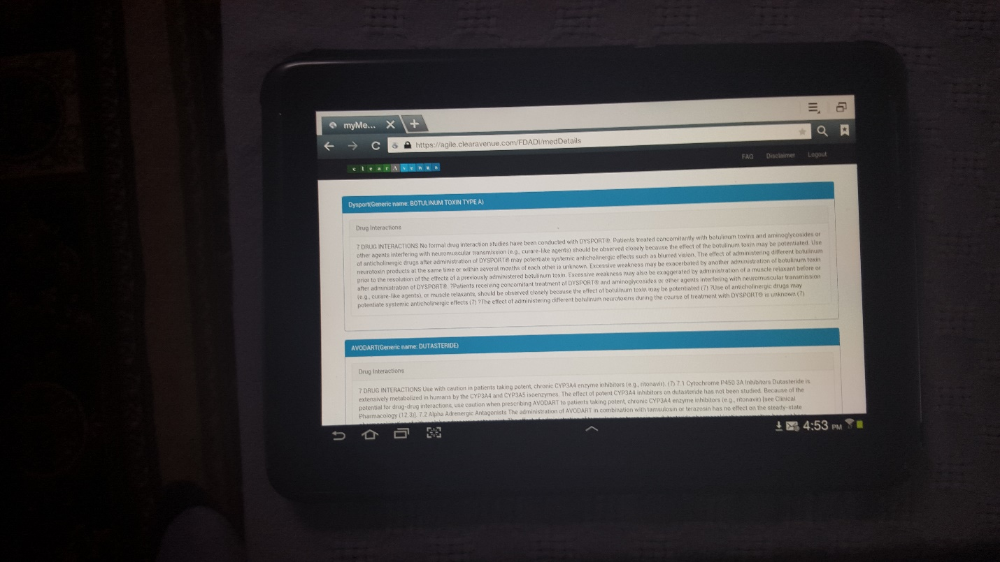 myMe...
https://agile.clearavenue.com/FDADI/medDetails
FAQ Disclaimer Logout
clearAvenue
Dysport(Generic name: BOTULINUM TOXIN TYPE A)
Drug Interactions
7 DRUG INTERACTIONS No formal drug interaction studies have been conducted with DYSPORT®. Patients treated concomitantly with botulinum toxins and aminoglycosides or
other agents interfering with neuromuscular transmission (e.g., curare-like agents) should be observed closely because the effect of the botulinum toxin may be potentiated. Use
of anticholinergic drugs after administration of DYSPORT® may potentiate systemic anticholinergic effects such as blurred vision. The effect of administering different botulinum
neurotoxin products at the same time or within several months of each other is unknown. Excessive weakness may be exacerbated by another administration of botulinum toxin
prior to the resolution of the effects of a previously administered botulinum toxin. Excessive weakness may also be exaggerated by administration of a muscle relaxant before or
after administration of DYSPORT®. ?Patients receiving concomitant treatment of DYSPORT® and aminoglycosides or other agents interfering with neuromuscular transmission
(e.g., curare-like agents), or muscle relaxants, should be observed closely because the effect of botulinum toxin may be potentiated (7) ?Use of anticholinergic drugs may
potentiate systemic anticholinergic effects (7) ?The effect of administering different botulinum neurotoxins during the course of treatment with DYSPORT® is unknown (7)
AVODART(Generic name: DUTASTERIDE)
Drug Interactions
7 DRUG INTERACTIONS Use with caution in patients taking potent, chronic CYP3A4 enzyme inhibitors (e.g., ritonavir). (7) 7.1 Cytochrome P450 3A Inhibitors Dutasteride is
extensively metabolized in humans by the CYP3A4 and CYP3A5 isoenzymes. The effect of potent CYP3A4 inhibitors on dutasteride has not been studied. Because of the
potential for drug-drug interactions, use caution when prescribing AVODART to patients taking potent, chronic CYP3A4 enzyme inhibitors (e.g., ritonavir) [see Clinical
Pharmacology (12.3)]. 7.2 Alpha Adrenergic Antagonists The administration of AVODART in combination with tamsulosin or terazosin has no effect on the steady-state
4:53 PM